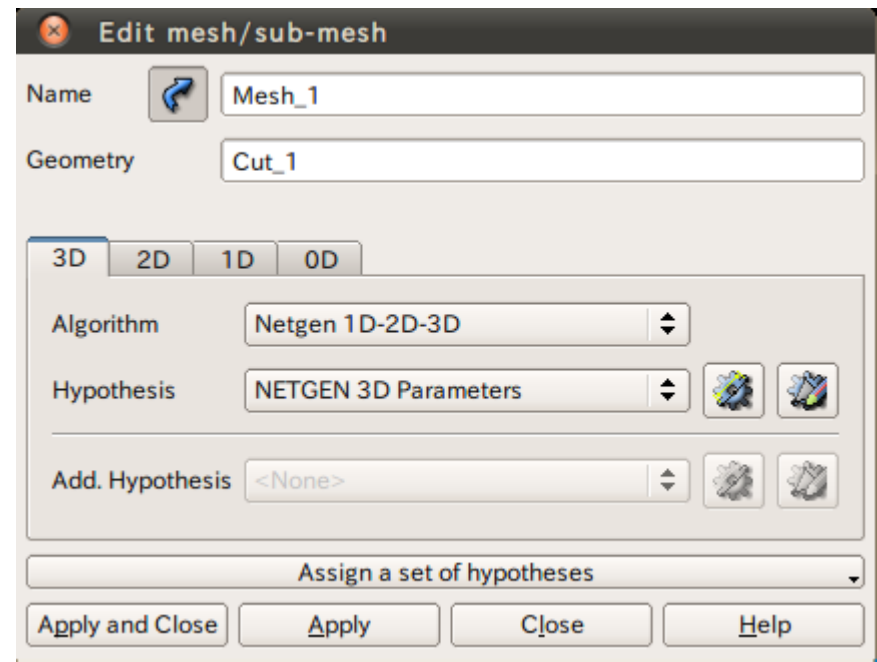 Edit mesh/sub-mesh
Name Mesh_1
Geometry Cut_1
3D 2D 1D 0D
Algorithm Netgen 1D-2D-3D
Hypothesis NETGEN 3D Parameters
Add. Hypothesis <None>
Assign a set of hypotheses
Apply and Close Apply Close Help